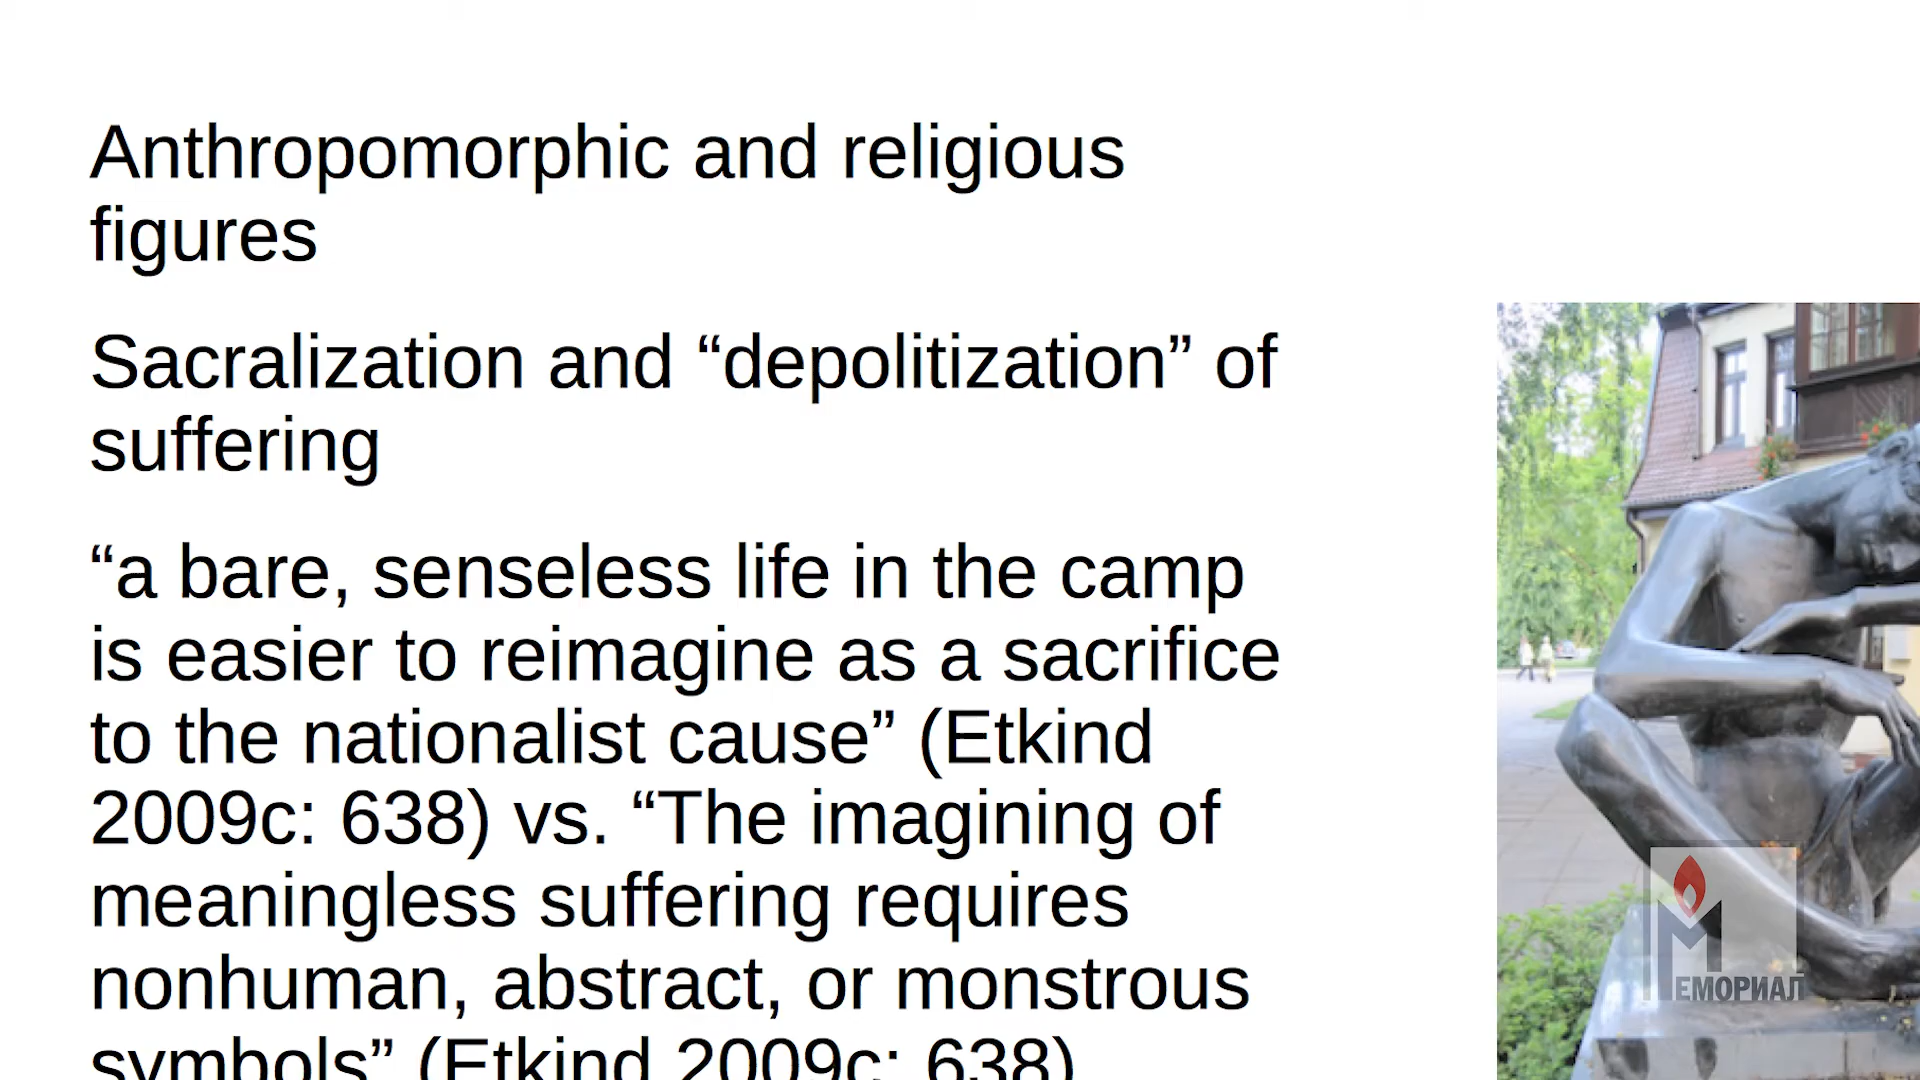 Anthropomorphic and religious
figures
Sacralization and “depolitization” of
suffering
“a bare, senseless life in the camp
is easier to reimagine as a sacrifice
to the nationalist cause” (Etkind
2009c: 638) vs. “The imagining of
meaningless suffering requires
nonhuman, abstract, or monstrous
symbols” (Etkind 2009c: 638)
МЕМОРИАЛ